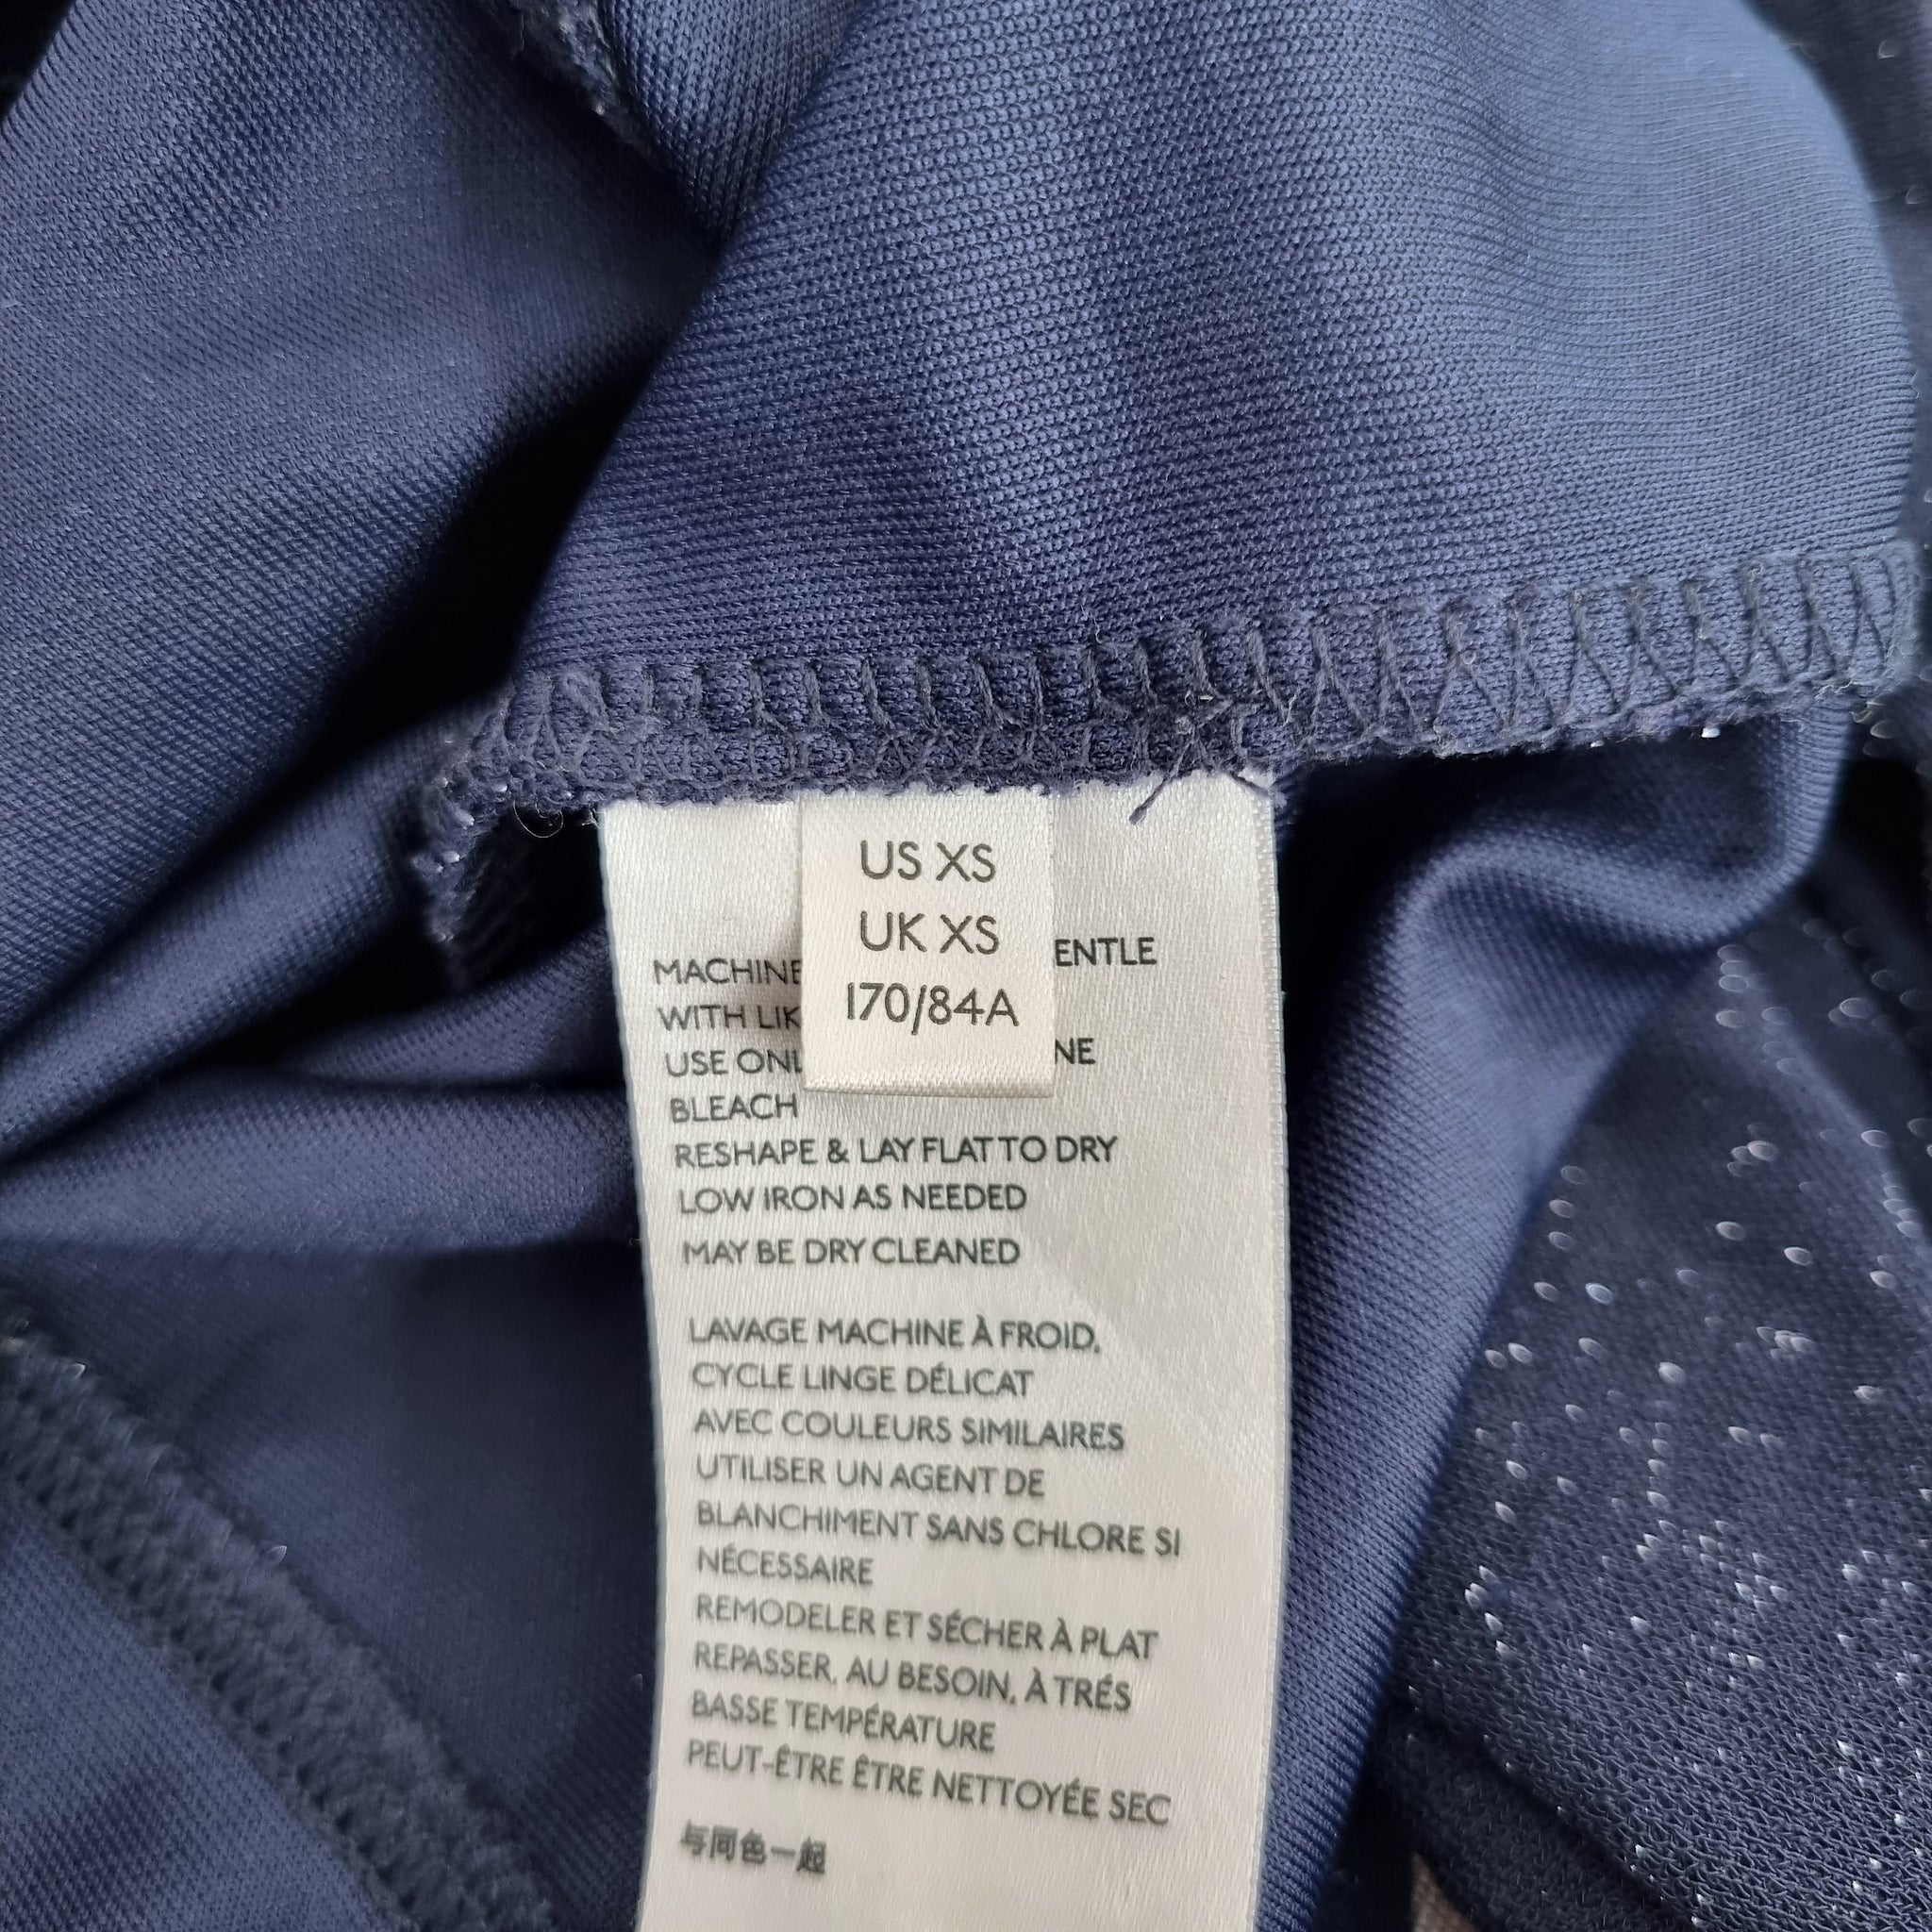 US XS
UK XS
170/84A
MACHINE ENTLE
WITH LIK
USE ONL NE
BLEACH
RESHAPE & LAY FLAT TO DRY
LOW IRON AS NEEDED
MAY BE DRY CLEANED
LAVAGE MACHINE À FROID,
CYCLE LINGE DÉLICAT
AVEC COULEURS SIMILAIRES
UTILISER UN AGENT DE
BLANCHIMENT SANS CHLORE SI
NÉCESSAIRE
REMODELER ET SÉCHER À PLAT
REPASSER, AU BESOIN, À TRÉS
BASSE TEMPÉRATURE
PEUT-ÊTRE ÊTRE NETTOYÉE SEC
与同色一起